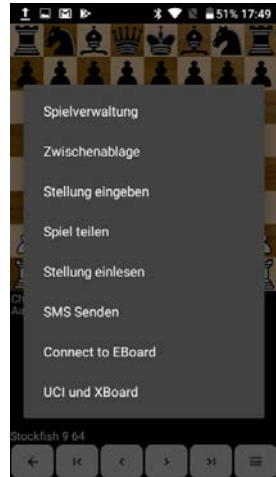 51% 17:49
Spielverwaltung
Zwischenablage
Stellung eingeben
Spiel teilen
Stellung einlesen
SMS Senden
Connect to EBoard
UCI und XBoard
Stockfish 9 64